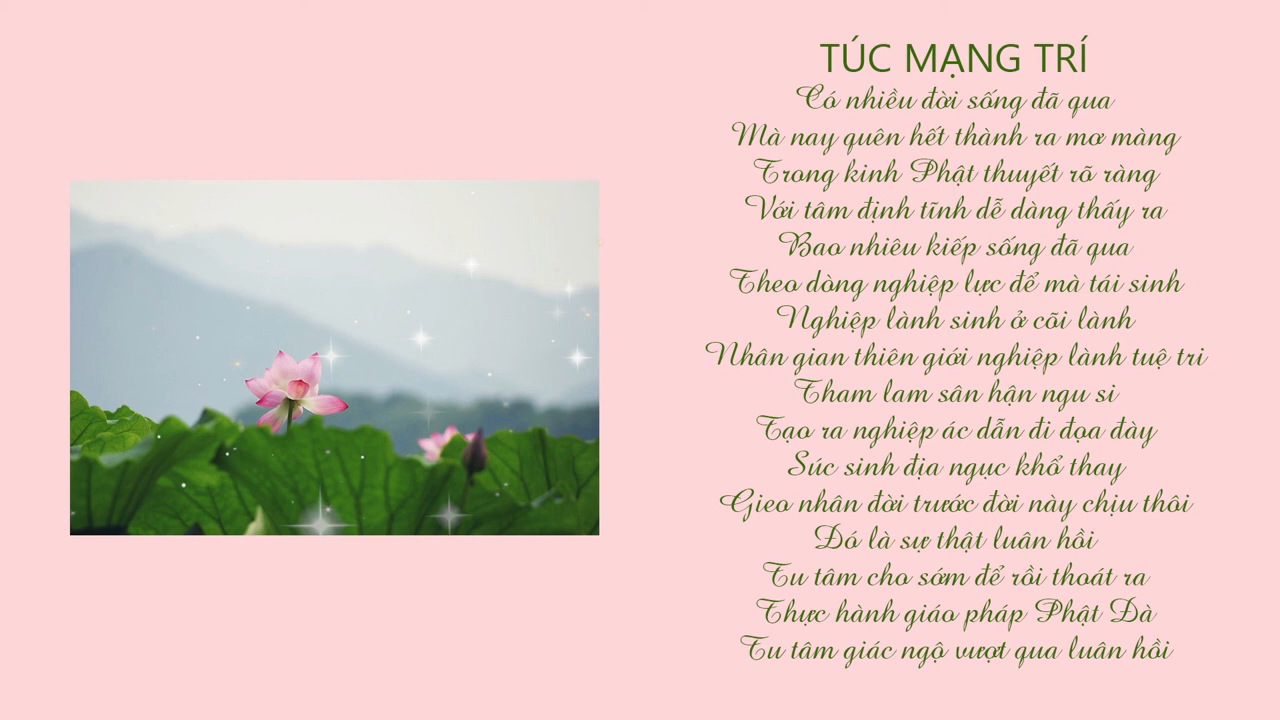 TÚC MẠNG TRÍ
Có nhiều đời sống đã qua
Mà nay quên hết thành ra mơ màng
Trong kinh Phật thuyết rõ ràng
Với tâm định tĩnh dễ dàng thấy ra
Bao nhiêu kiếp sống đã qua
Theo dòng nghiệp lực để mà tái sinh
Nghiệp lành sinh ở cõi lành
Nhân gian thiên giới nghiệp lành tuệ tri
Tham lam sân hận ngu si
Tạo ra nghiệp ác dẫn đi đọa đày
Súc sinh địa ngục khổ thay
Gieo nhân đời trước đời này chịu thôi
Đó là sự thật luân hồi
Tu tâm cho sớm để rồi thoát ra
Thực hành giáo pháp Phật Đà
Tu tâm giác ngộ vượt qua luân hồi